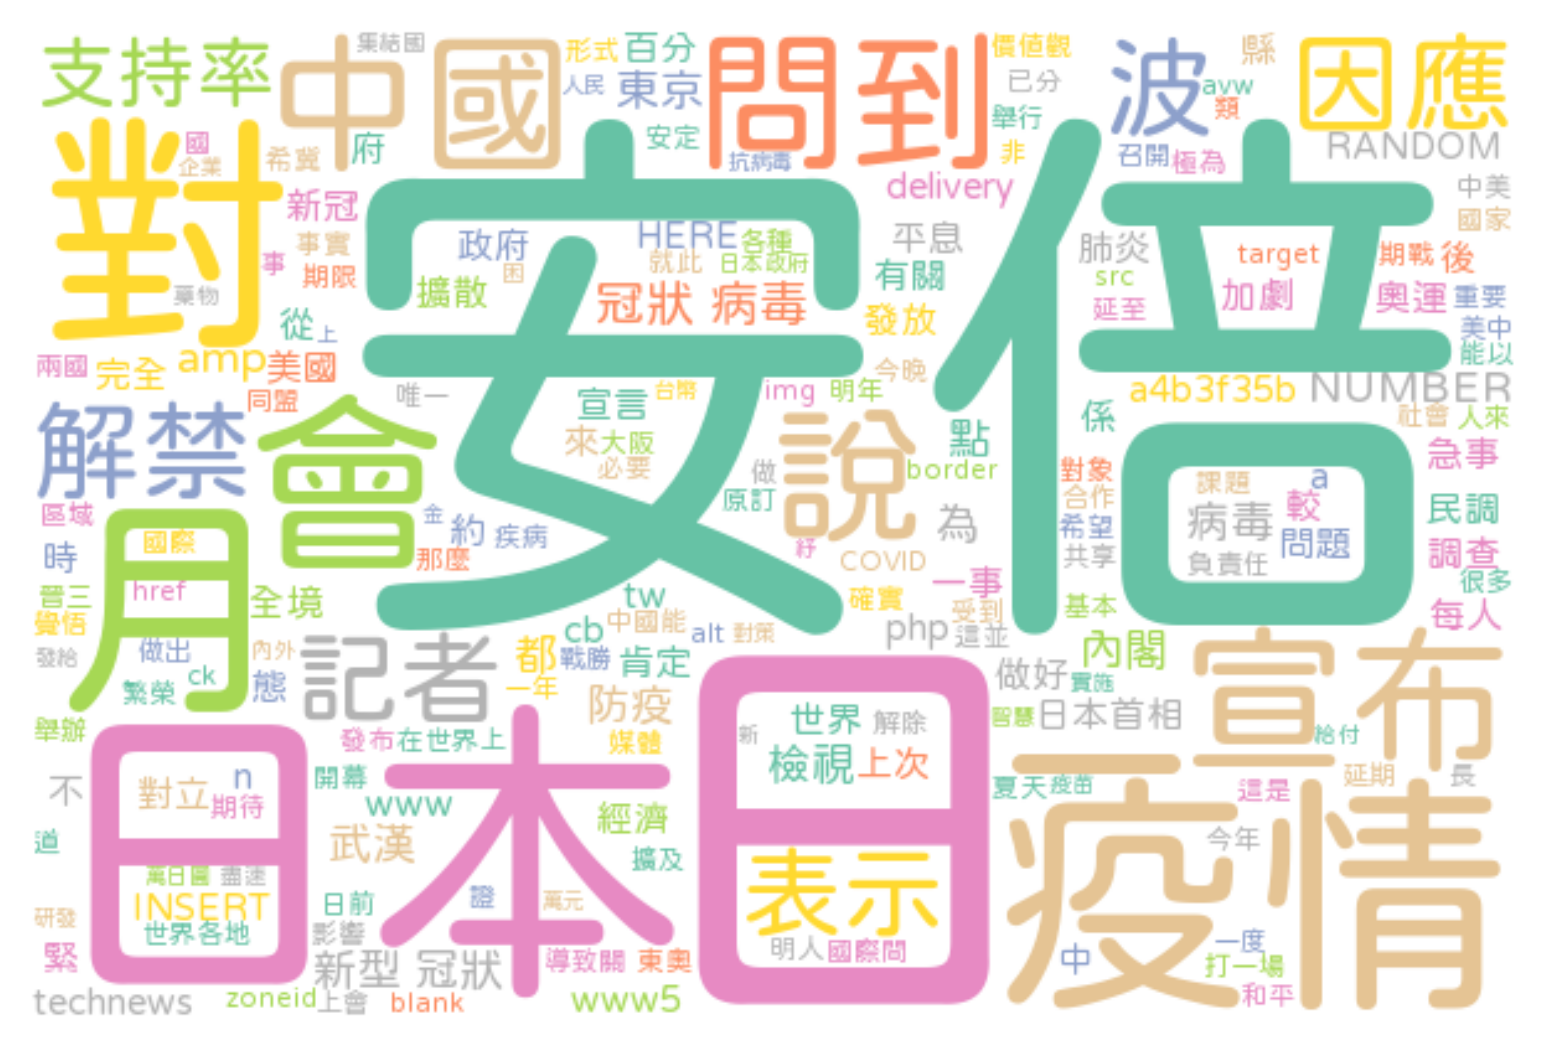 支持率
中國
集結國
形式
百分
問到
價值觀
波
縣
因應
人民
東京
已分
avw
類
對
國
企業
希冀
府
安定
抗病毒
舉行
非
召開
極為
RANDOM
安倍
delivery
中美
國家
新冠
事實
事
期限
藥物
從
上
政府
困
擴散
HERE
各種
就此
日本政府
冠狀 病毒
平息
有關
發放
肺炎
src
延至
target
加劇
期戰
後
奧運
重要
美中
能以
兩國
完全
amp
美國
同盟
唯一
宣言
台幣
img
明年
今晚
a4b3f35b
NUMBER
解禁
會
來
大阪
必要
做
原訂
說
點
border
係
社會
人來
對象
合作
希望
共享
課題
a
病毒
較
負責任
問題
急事
民調
調查
很多
每人
區域
時
月
國際
href
金
約
疾病
那麼
紓
COVID
為
一事
晉三
覺悟
發給
全境
做出
內外
繁榮
ck
態
記者
tw
cb
中國能
alt
對策
確實
受到
php
這並
基本
都
戰勝
肯定
一年
防疫
媒體
做好
內閣
實施
智慧
日本首相
宣布
給付
舉辦
發布
在世界上
不
道
日本
對立
n
期待
開幕
www
武漢
經濟
擴及
日
新
世界
解除
檢視
上次
夏天
疫苗
這是
延期
長
疫情
今年
萬日圓
盡速
INSERT
世界各地
日前
影響
證
萬元
表示
明人
國際間
研發
緊
新型 冠狀
導致
關
東奧
中
一度
打一場
和平
technews
zoneid
上會
blank
www5